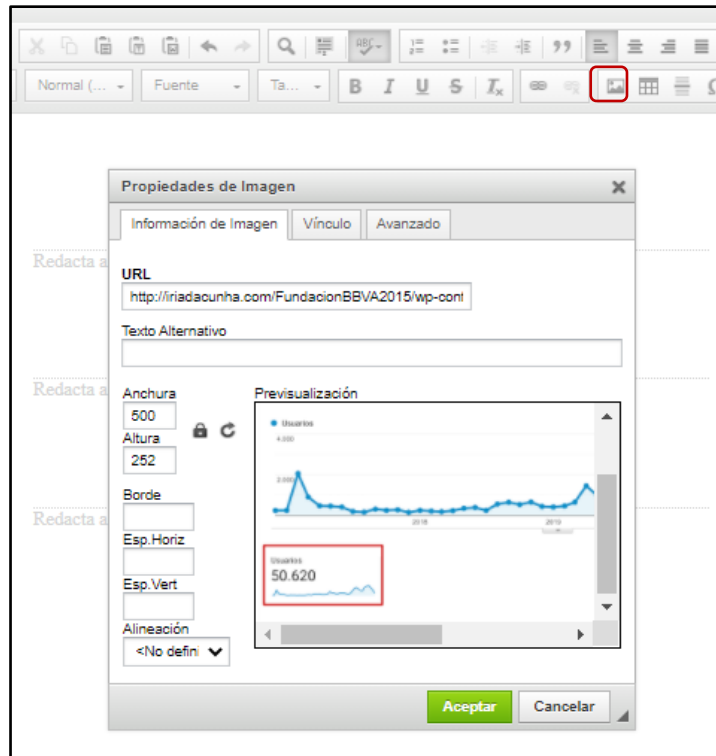 ABC
Normal (...
Fuente
Ta...
B I U S Tx
Propiedades de Imagen
Información de Imagen
Vínculo
Avanzado
Redacta a
URL
http://iriadacunha.com/FundacionBBVA2015/wp-cont
Texto Alternativo
Redacta a
Anchura
Previsualización
500
Usuarios
Altura
4.000
252
2.000
Borde
Redacta a
2018
2019
Esp.Horiz
Usuarios
50.620
Esp.Vert
Alineación
<No defini
Aceptar
Cancelar